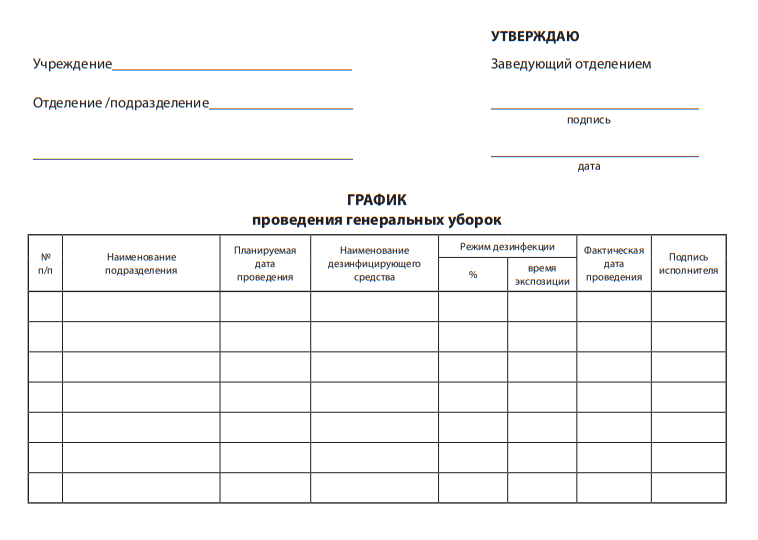 УТВЕРЖДАЮ
Учреждение
Заведующий отделением
Отделение /подразделение
подпись
дата
ГРАФИК
проведения генеральных уборок
№
п/п
Наименование
подразделения
Планируемая
дата
проведения
Наименование
дезинфицирующего
средства
Режим дезинфекции
%
время
экспозиции
Фактическая
дата
проведения
Подпись
исполнителя